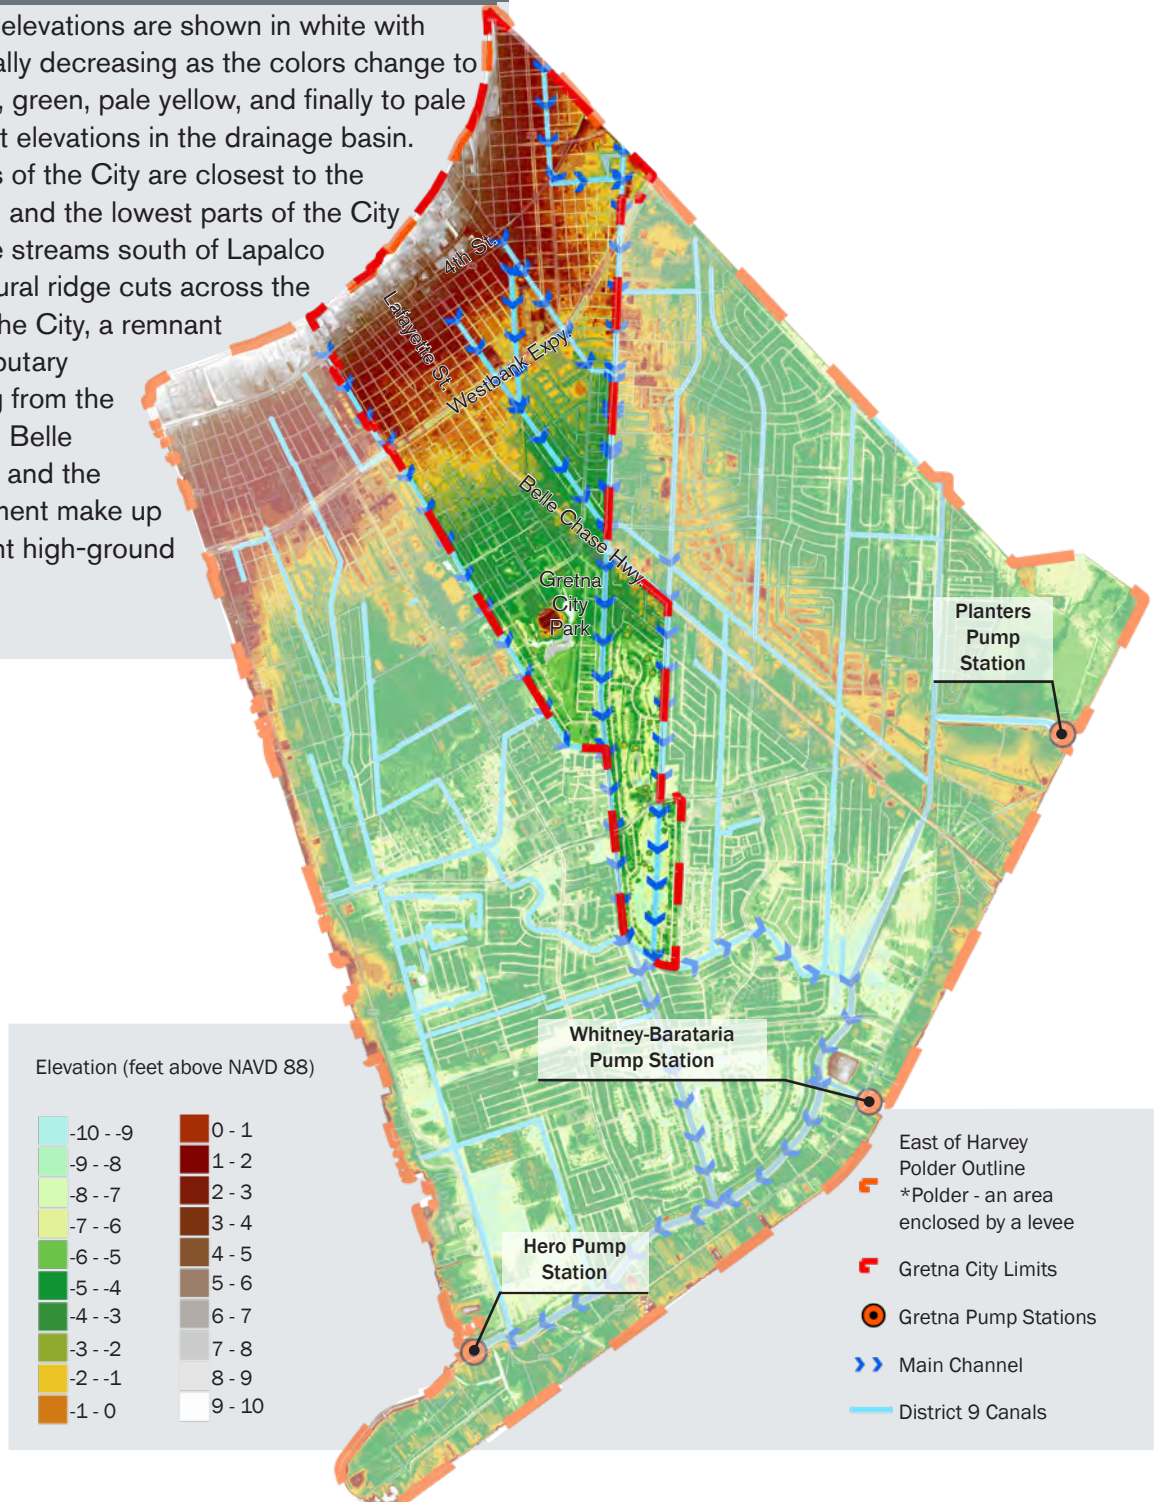 elevations are shown in white with
ally decreasing as the colors change to
, green, pale yellow, and finally to pale
t elevations in the drainage basin.
s of the City are closest to the
, and the lowest parts of the City
e streams south of Lapalco
ural ridge cuts across the
he City, a remnant
butary
g from the
Belle
and the
ment make up
nt high-ground
4th St.
Lafayette St.
Westbank Expy.
Belle Chase Hwy.
Gretna
City
Park
Planters
Pump
Station
Whitney-Barataria
Pump Station
Hero Pump
Station
Elevation (feet above NAVD 88)
-10 - -9
-9 - -8
-8 - -7
-7 - -6
-6 - -5
-5 - -4
-4 - -3
-3 - -2
-2 - -1
-1 - 0
0 - 1
1 - 2
2 - 3
3 - 4
4 - 5
5 - 6
6 - 7
7 - 8
8 - 9
9 - 10
East of Harvey
Polder Outline
*Polder - an area
enclosed by a levee
Gretna City Limits
Gretna Pump Stations
Main Channel
District 9 Canals